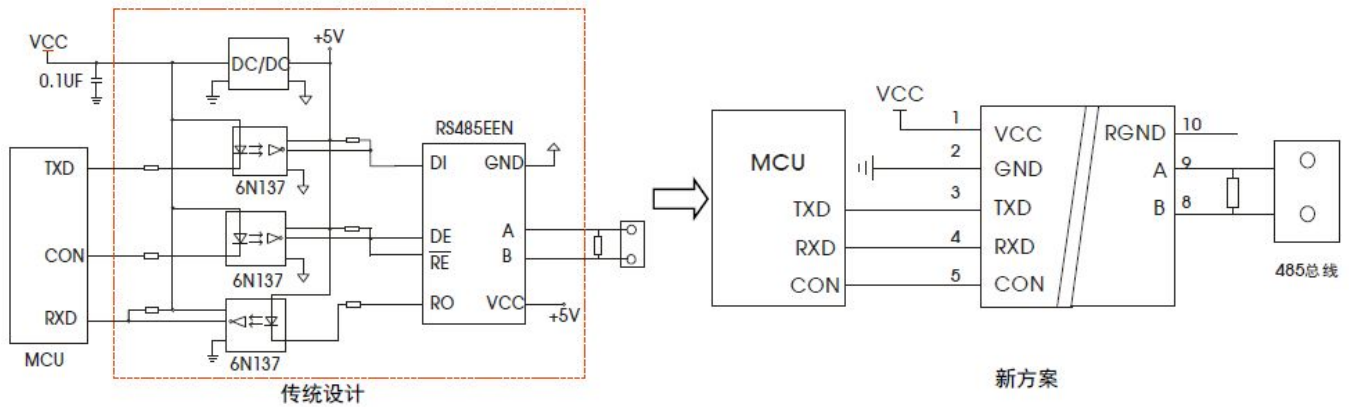 VCC
0.1UF
DC/DC
+5V
RS485EEN
TXD
CON
RXD
MCU
6N137
6N137
6N137
DI
GND
DE
RE
RO
A
B
VCC
+5V
传统设计
MCU
TXD
RXD
CON
VCC
1
2
3
4
5
VCC
GND
TXD
RXD
CON
RGND
A
B
10
9
8
485总线
新方案